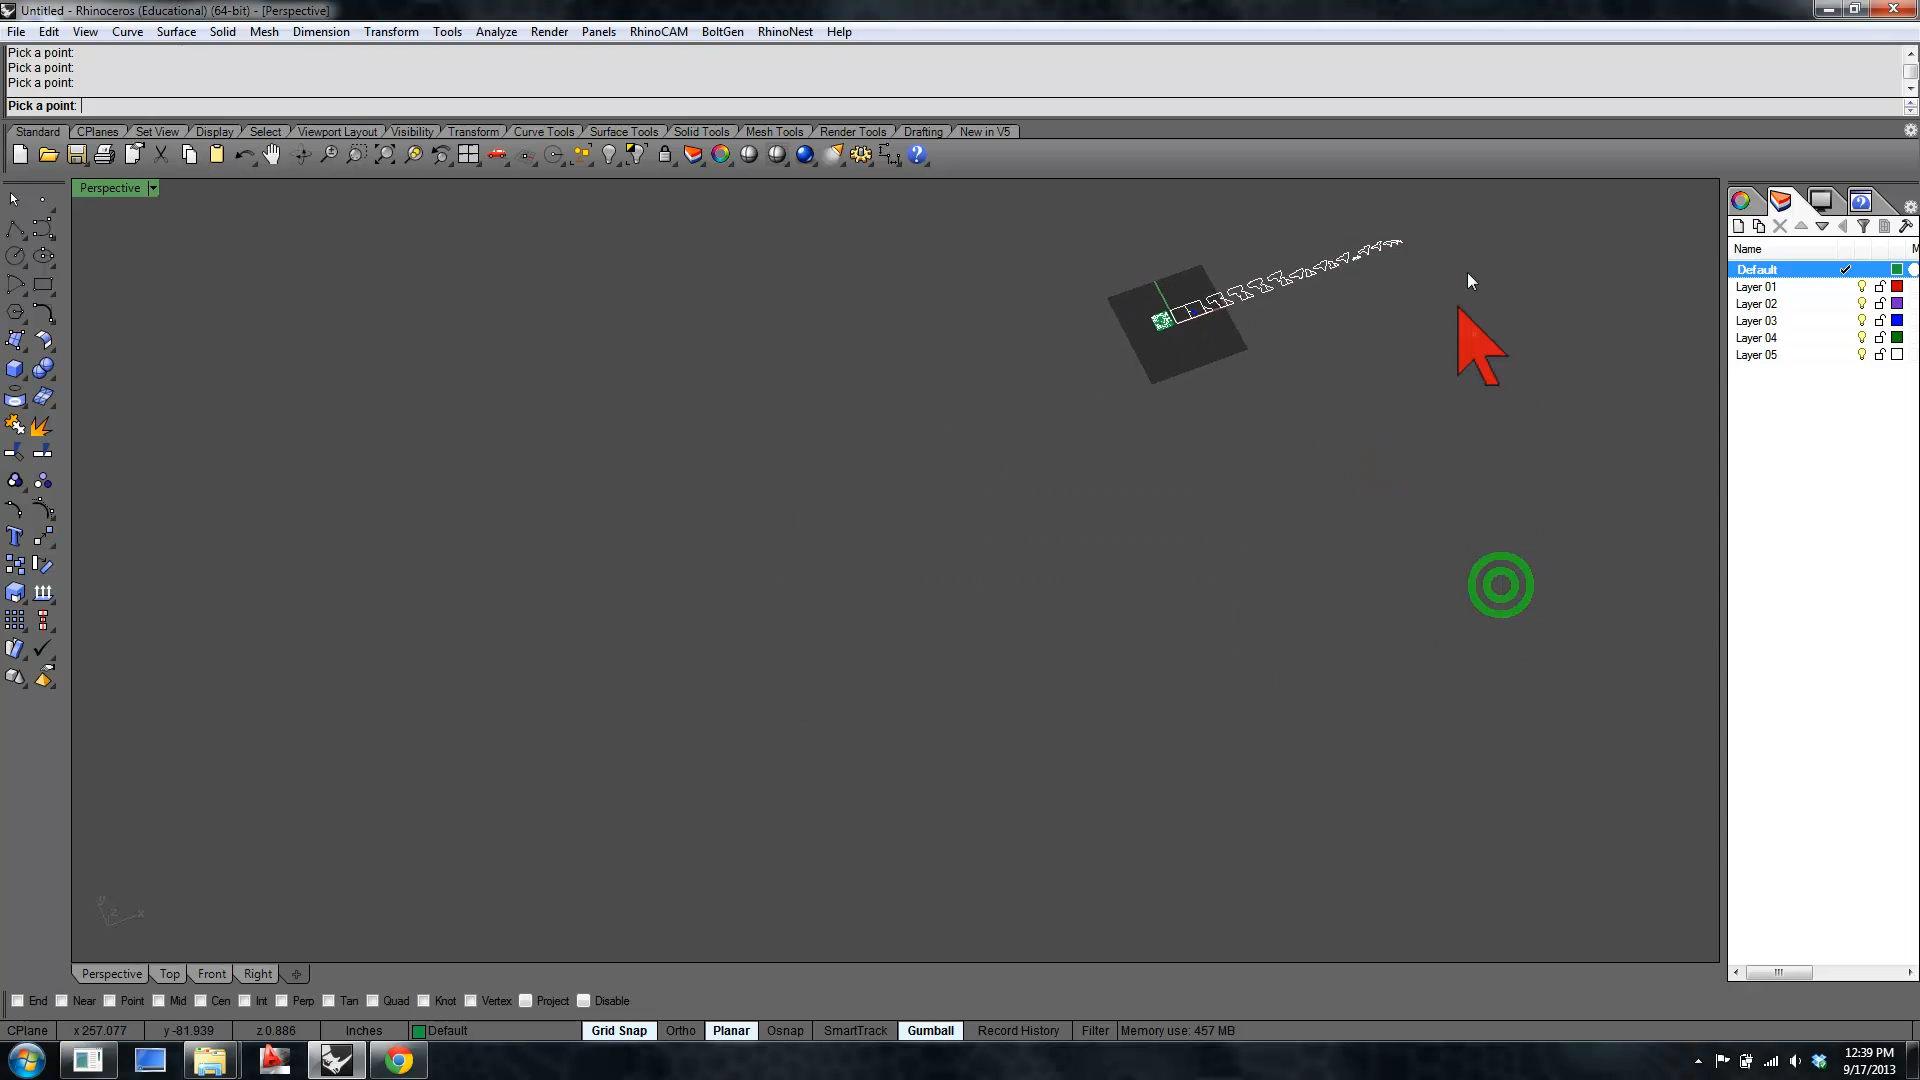 Untitled - Rhinoceros (Educational) (64-bit) - [Perspective]
File Edit View Curve Surface Solid Mesh Dimension Transform Tools Analyze Render Panels RhinoCAM BoltGen RhinoNest Help
Pick a point:
Pick a point:
Pick a point:
Pick a point:
Standard CPlanes Set View Display Select Viewport Layout Visibility Transform Curve Tools Surface Tools Solid Tools Mesh Tools Render Tools Drafting New in V5
Perspective
Name M
Default
Layer 01
Layer 02
Layer 03
Layer 04
Layer 05
y z x
Perspective Top Front Right
End Near Point Mid Cen Int Perp Tan Quad Knot Vertex Project Disable
CPlane x 257.077 y -81.939 z 0.886 Inches Default Grid Snap Ortho Planar Osnap SmartTrack Gumball Record History Filter Memory use: 457 MB
12:39 PM
9/17/2013